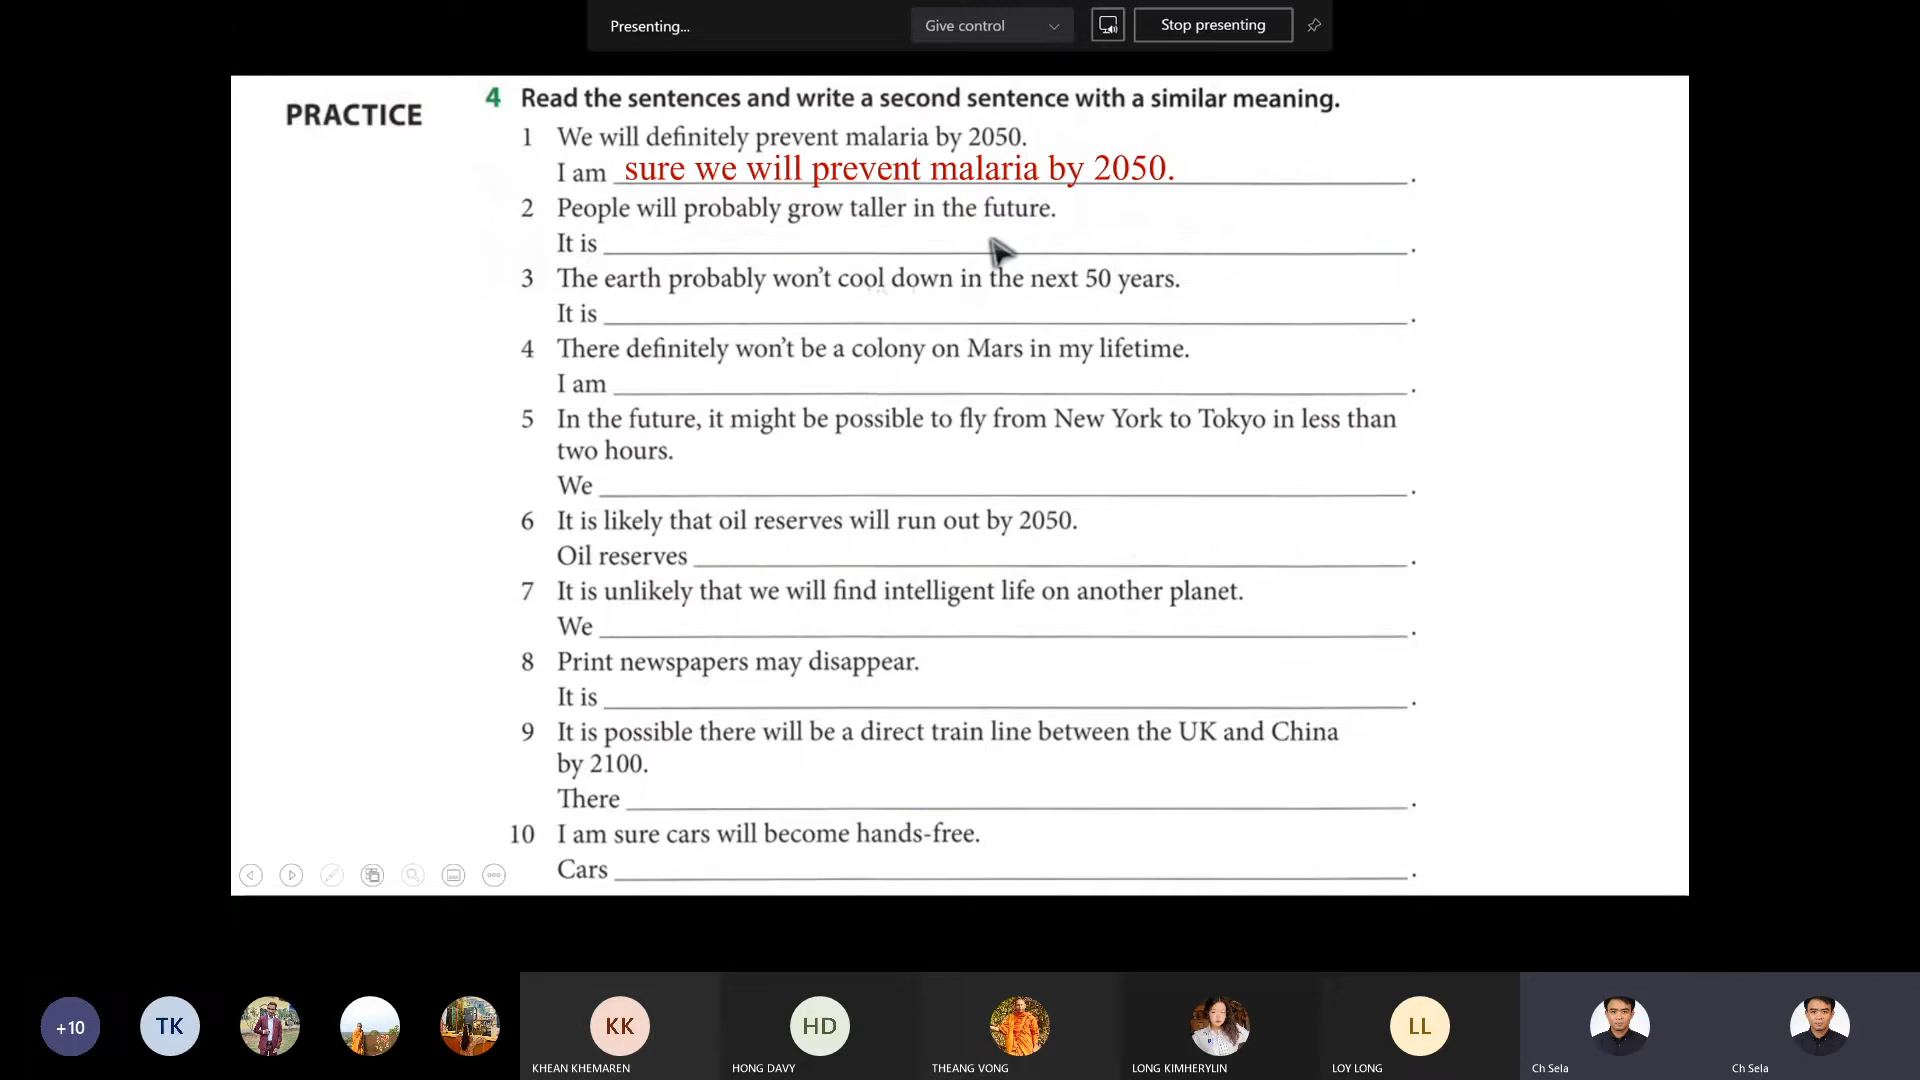 Presenting...
Give control
Stop presenting
PRACTICE
4 Read the sentences and write a second sentence with a similar meaning.
1 We will definitely prevent malaria by 2050.
I am sure we will prevent malaria by 2050. .
2 People will probably grow taller in the future.
It is ______ .
3 The earth probably won't cool down in the next 50 years.
It is ______ .
4 There definitely won't be a colony on Mars in my lifetime.
I am ______ .
5 In the future, it might be possible to fly from New York to Tokyo in less than
two hours.
We ______ .
6 It is likely that oil reserves will run out by 2050.
Oil reserves ______ .
7 It is unlikely that we will find intelligent life on another planet.
We ______ .
8 Print newspapers may disappear.
It is ______ .
9 It is possible there will be a direct train line between the UK and China
by 2100.
There ______ .
10 I am sure cars will become hands-free.
Cars ______ .
+10
TK
KK
HD
LL
KHEAN KHEMAREN
HONG DAVY
THEANG VONG
LONG KIMHERYLIN
LOY LONG
Ch Sela
Ch Sela